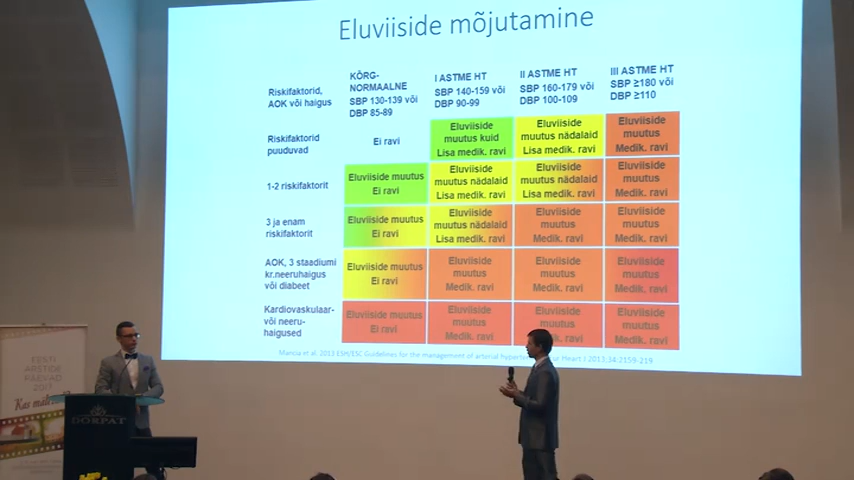 Eluviiside mõjutamine
Riskifaktorid,
AOK või haigus
KÕRG-
NORMAALNE
SBP 130-139 või
DBP 85-89
I ASTME HT
SBP 140-159 või
DBP 90-99
II ASTME HT
SBP 160-179 või
DBP 100-109
III ASTME HT
SBP ≥180 või
DBP ≥110
Riskifaktorid
puuduvad
Ei ravi
Eluviiside
muutus kuid
Lisa medik. ravi
Eluviiside
muutus nädalaid
Lisa medik. ravi
Eluviiside
muutus
Medik. ravi
1-2 riskifaktorit
Eluviiside muutus
Ei ravi
Eluviiside
muutus nädalaid
Lisa medik. ravi
Eluviiside
muutus nädalaid
Lisa medik. ravi
Eluviiside
muutus
Medik. ravi
3 ja enam
riskifaktorit
Eluviiside muutus
Ei ravi
Eluviiside
muutus nädalaid
Lisa medik. ravi
Eluviiside
muutus
Medik. ravi
Eluviiside
muutus
Medik. ravi
AOK, 3 staadiumi
kr.neeruhaigus
või diabeet
Eluviiside muutus
Ei ravi
Eluviiside
muutus
Medik. ravi
Eluviiside
muutus
Medik. ravi
Eluviiside
muutus
Medik. ravi
Kardiovaskulaar-
või neeru-
haigused
Eluviiside muutus
Ei ravi
Eluviiside
muutus
Medik. ravi
Eluviiside
muutus
ravi
Eluviiside
muutus
Medik. ravi
Mancia et al. 2013 ESH/ESC Guidelines for the management of arterial Heart J 2013:34:2159-219
EESTI
ARSTIDE
PÄEVAD
2017
Kas
DORPAT